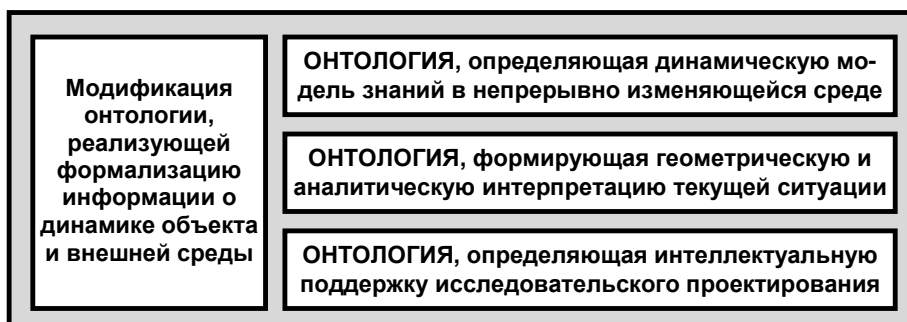 Модификация
онтологии,
реализующей
формализацию
информации о
динамике объекта
и внешней среды
ОНТОЛОГИЯ, определяющая динамическую мо-
дель знаний в непрерывно изменяющейся среде
ОНТОЛОГИЯ, формирующая геометрическую и
аналитическую интерпретацию текущей ситуации
ОНТОЛОГИЯ, определяющая интеллектуальную
поддержку исследовательского проектирования